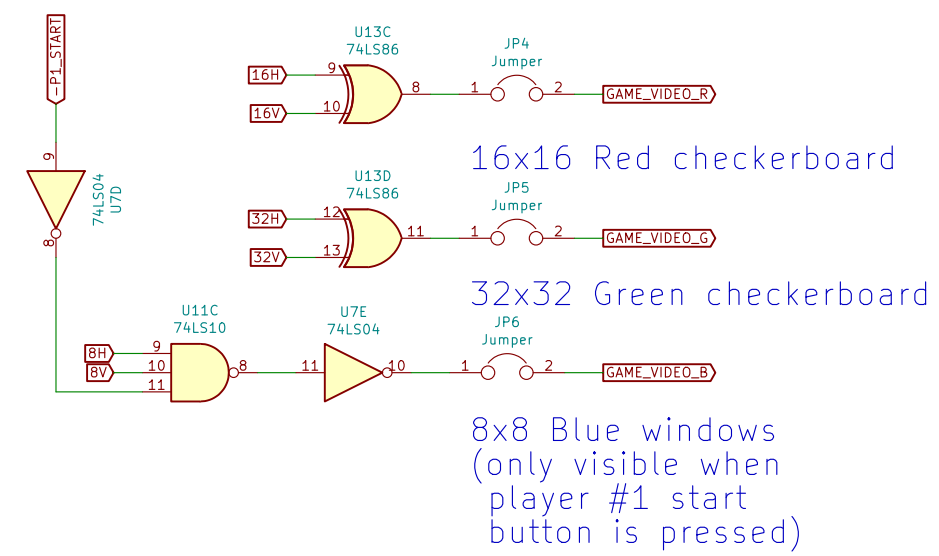 -P1_START
9
74LS04
U7D
8
U13C
74LS86
16H
9
16V
10
8
JP4
Jumper
1
2
GAME_VIDEO_R
16x16 Red checkerboard
U13D
74LS86
32H
12
32V
13
11
JP5
Jumper
1
2
GAME_VIDEO_G
32x32 Green checkerboard
U11C
74LS10
8H
9
8V
10
11
8
U7E
74LS04
11
10
JP6
Jumper
1
2
GAME_VIDEO_B
8x8 Blue windows
(only visible when
player #1 start
button is pressed)